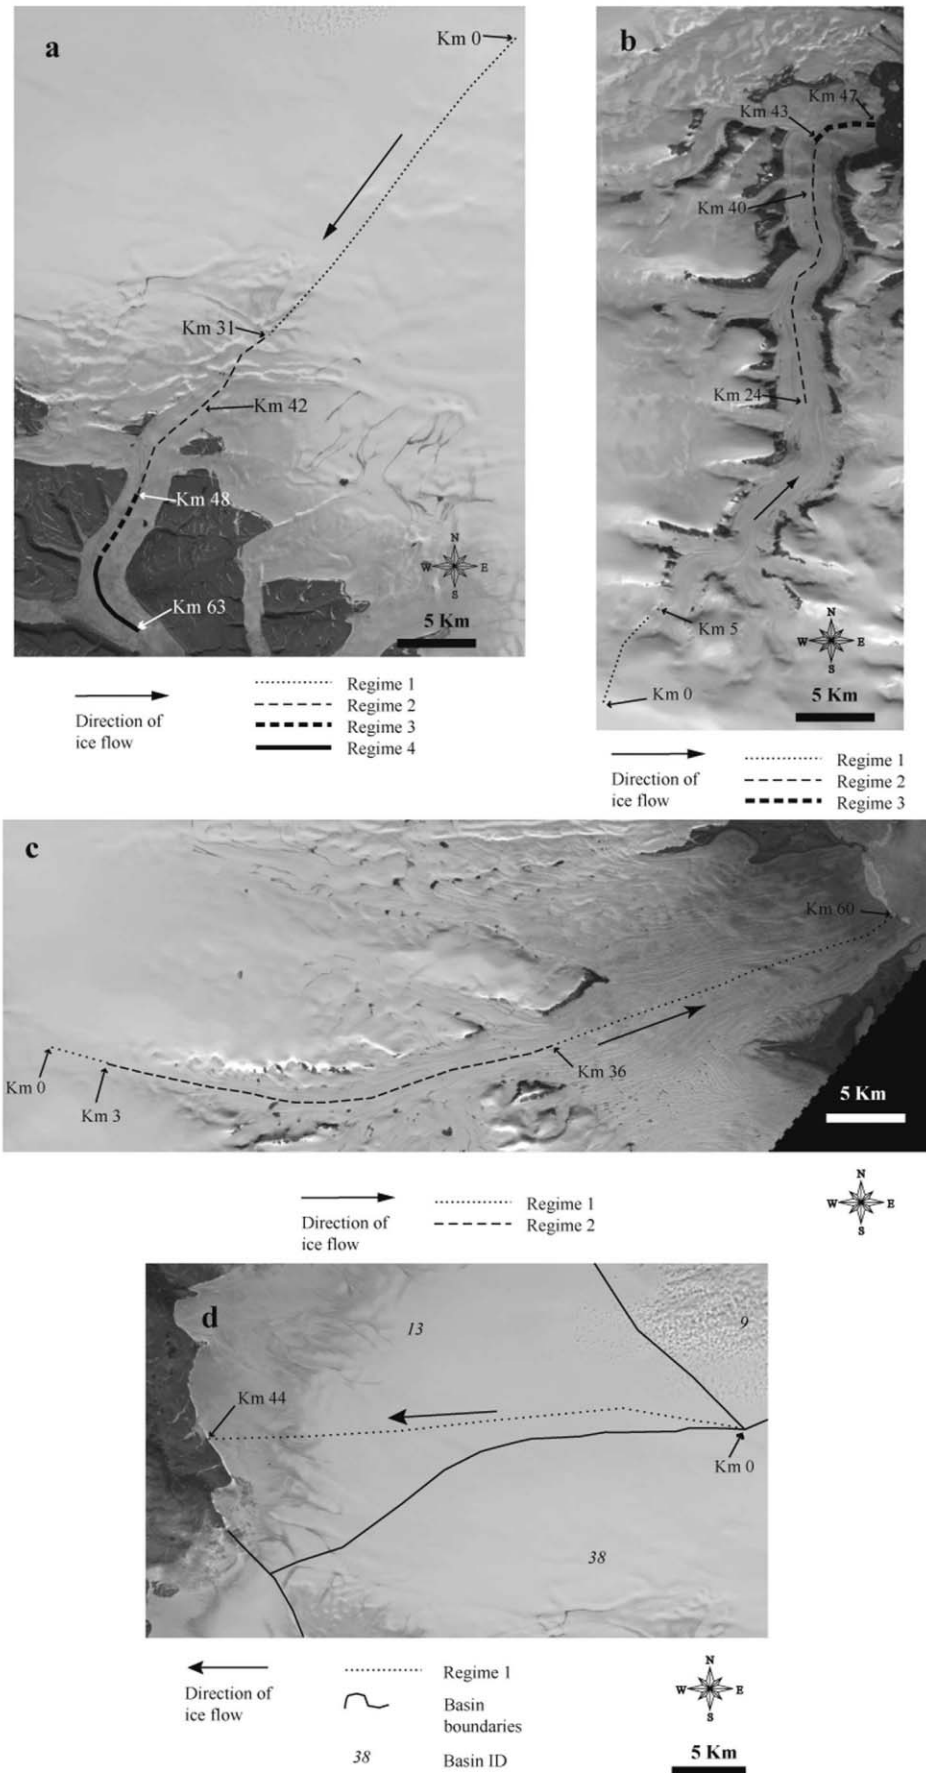 a
Km 0
Km 31
Km 42
Km 48
Km 63
N
W E
S
5 Km
Direction of
ice flow
Regime 1
Regime 2
Regime 3
Regime 4
b
Km 47
Km 43
Km 40
Km 24
Km 5
Km 0
N
W E
S
5 Km
Direction of
ice flow
Regime 1
Regime 2
Regime 3
c
Km 60
Km 0
Km 3
Km 36
5 Km
Direction of
ice flow
Regime 1
Regime 2
N
W E
S
d
13
9
Km 44
Km 0
38
Direction of
ice flow
Regime 1
Basin
boundaries
38 Basin ID
N
W E
S
5 Km